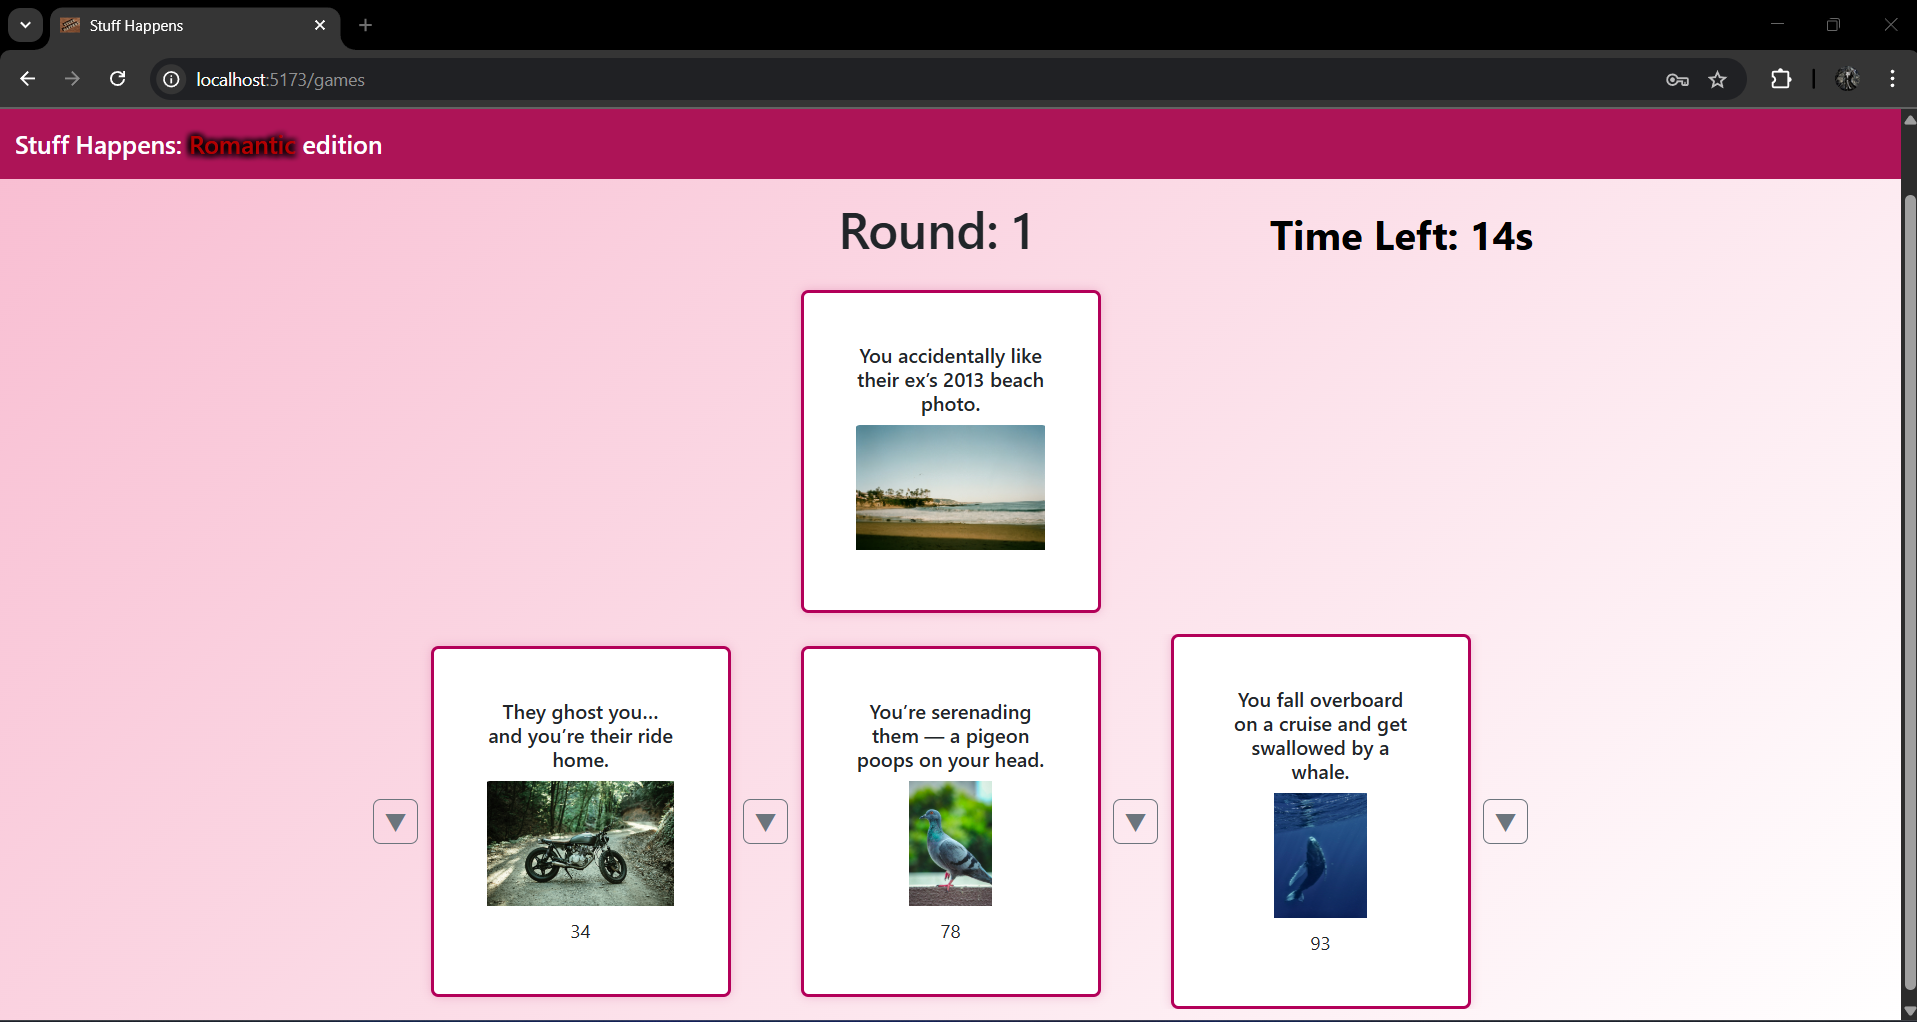 Stuff Happens
localhost:5173/games
Stuff Happens: Romantic edition
Round: 1
Time Left: 14s
You accidentally like
their ex’s 2013 beach
photo.
They ghost you...
and you’re their ride
home.
34
You’re serenading
them — a pigeon
poops on your head.
78
You fall overboard
on a cruise and get
swallowed by a
whale.
93